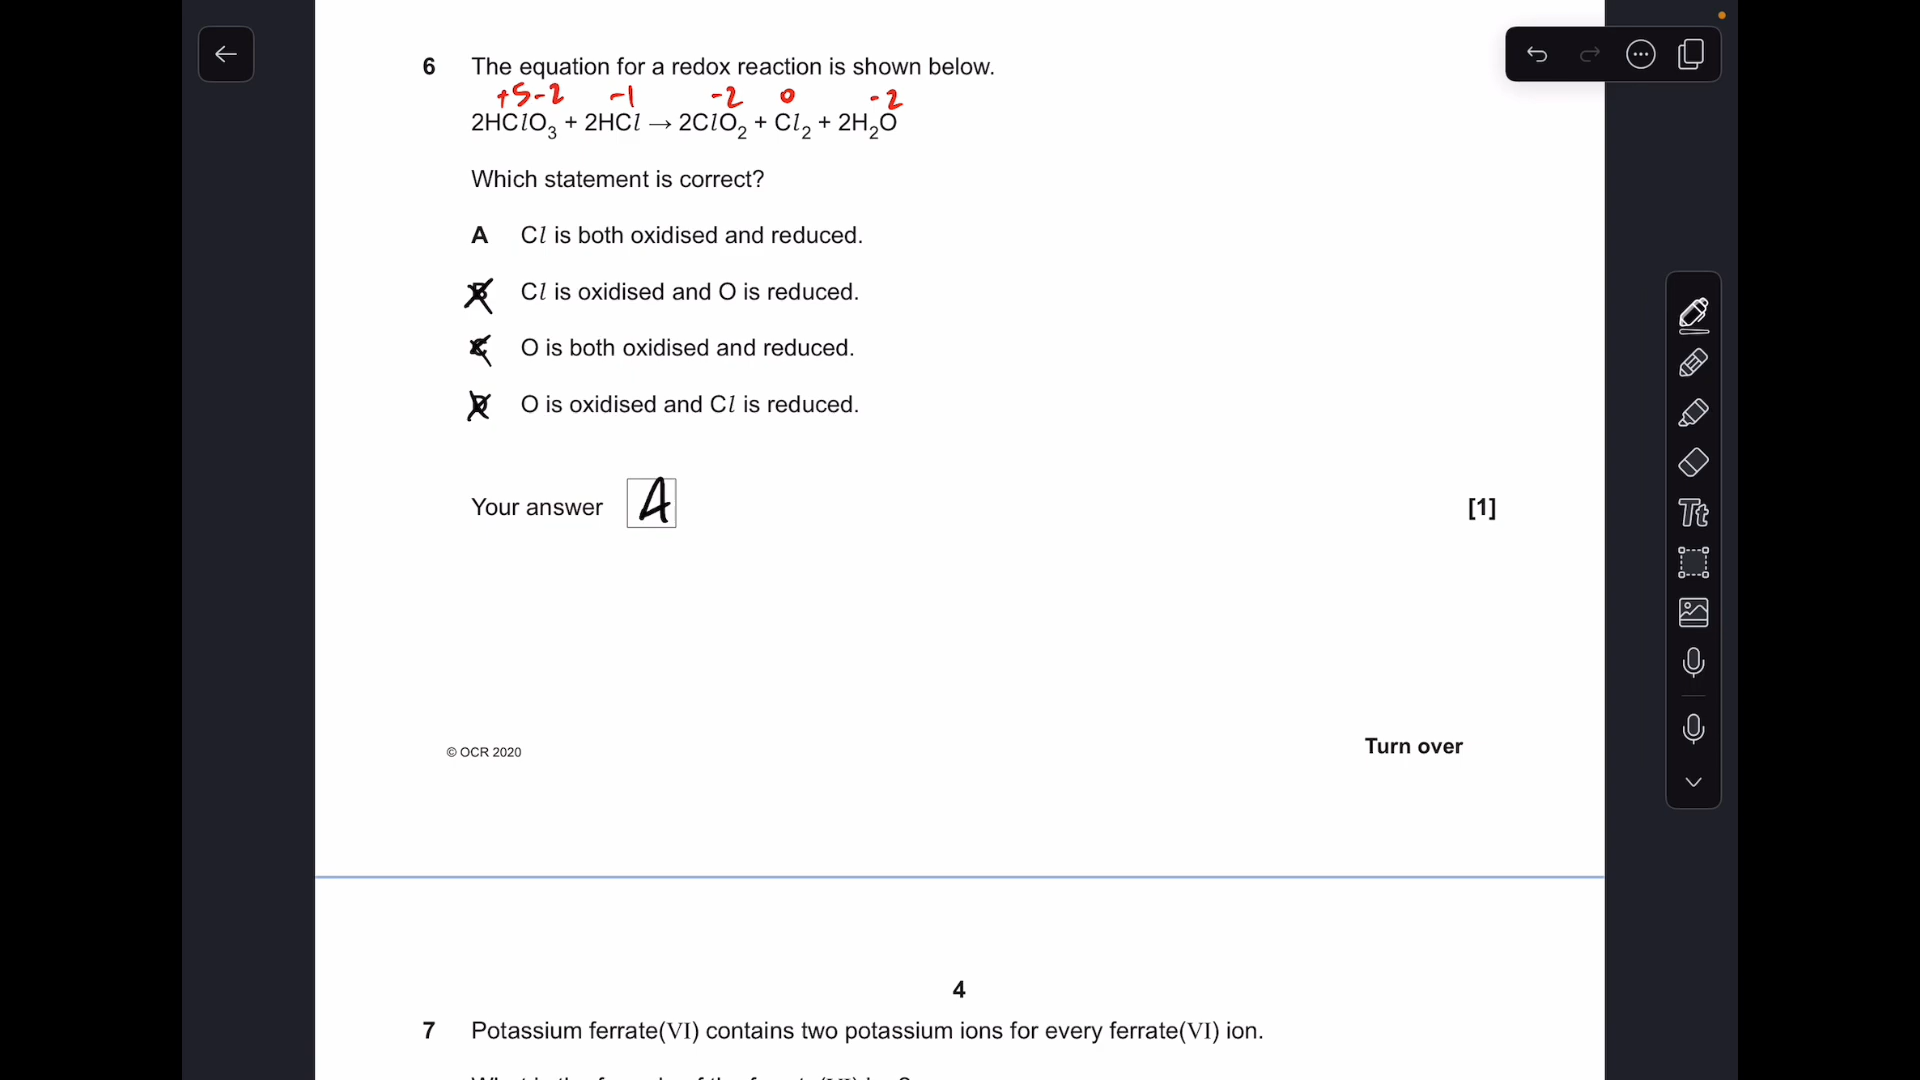 6 The equation for a redox reaction is shown below.
+5 -2 -1 -2 0 -2
2HClO3 + 2HCl → 2ClO2 + Cl2 + 2H2O
Which statement is correct?
A Cl is both oxidised and reduced.
B Cl is oxidised and O is reduced.
C O is both oxidised and reduced.
D O is oxidised and Cl is reduced.
Your answer A [1]
© OCR 2020 Turn over
4
7 Potassium ferrate(VI) contains two potassium ions for every ferrate(VI) ion.
Tt